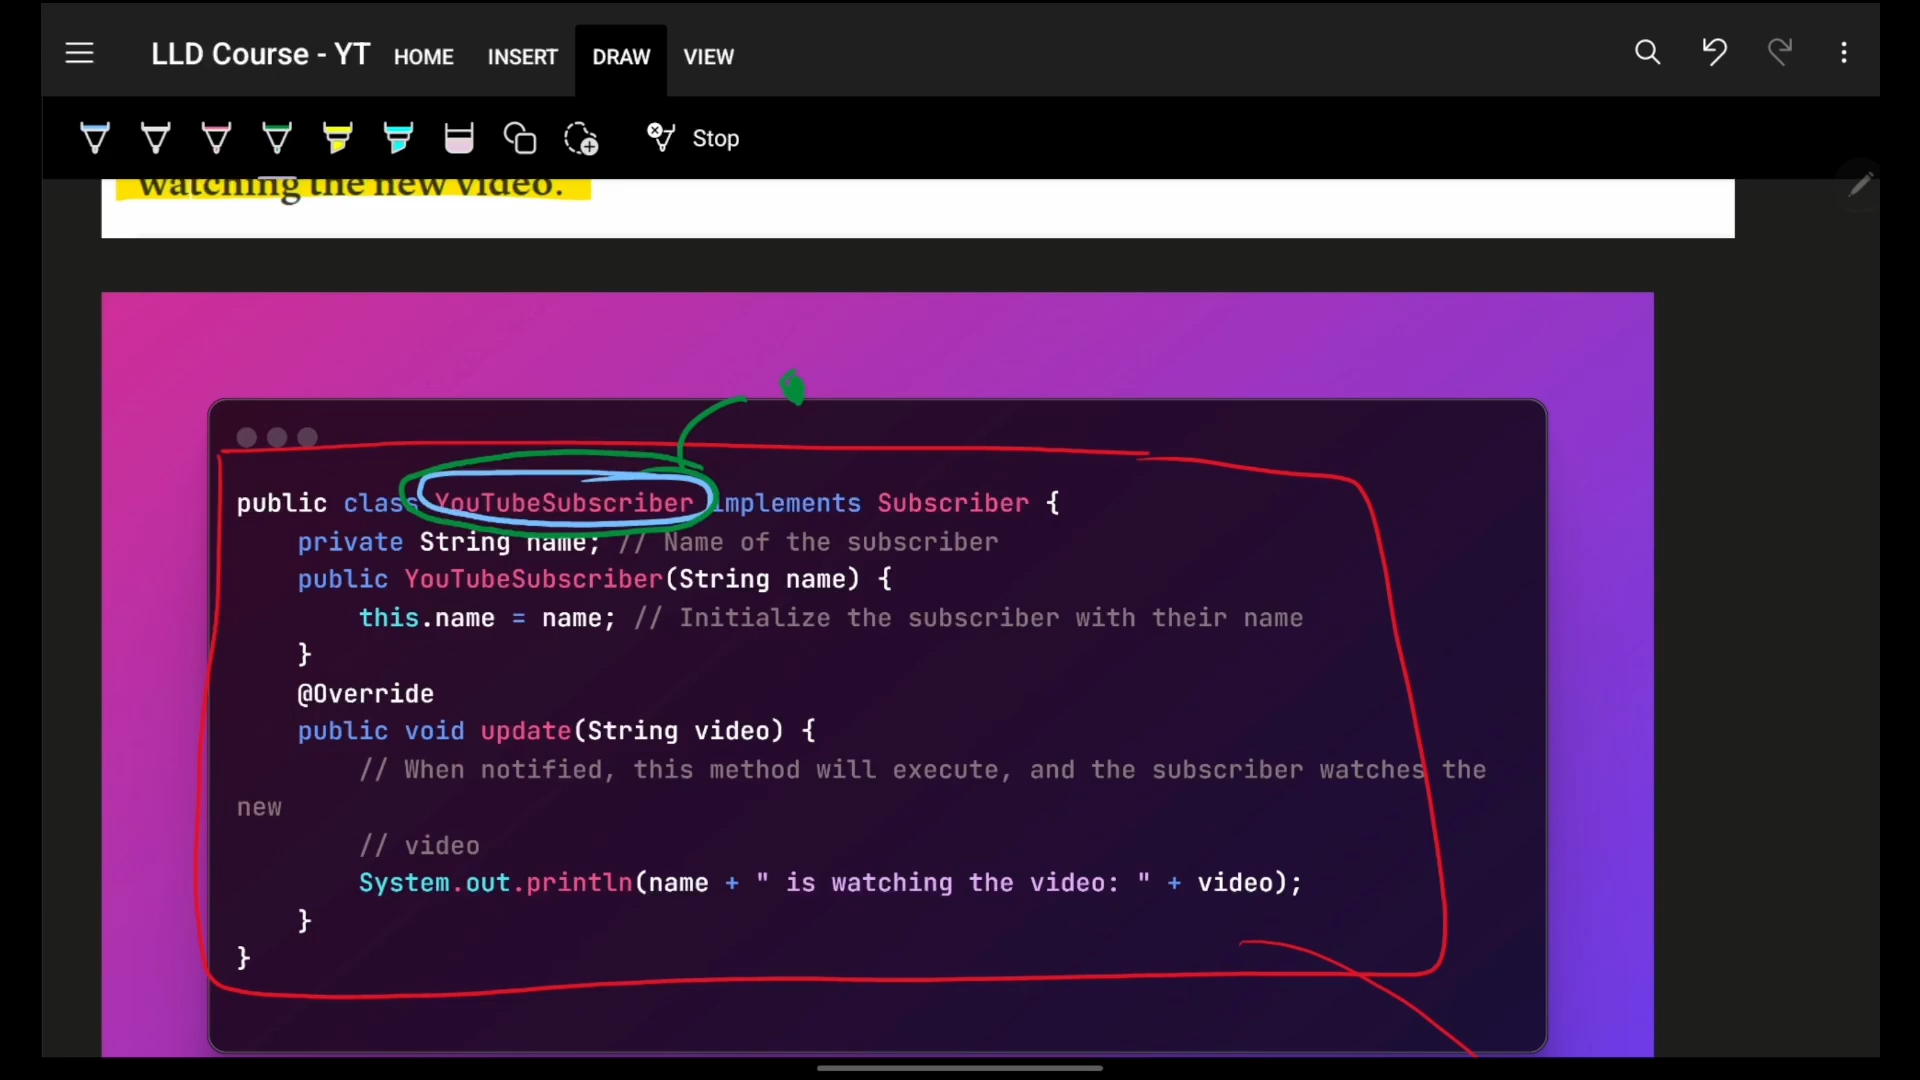 LLD Course - YT HOME INSERT DRAW VIEW
Stop
watching the new video.
public class YouTubeSubscriber implements Subscriber {
private String name; // Name of the subscriber
public YouTubeSubscriber(String name) {
this.name = name; // Initialize the subscriber with their name
}
@Override
public void update(String video) {
// When notified, this method will execute, and the subscriber watches the
new
// video
System.out.println(name + " is watching the video: " + video);
}
}